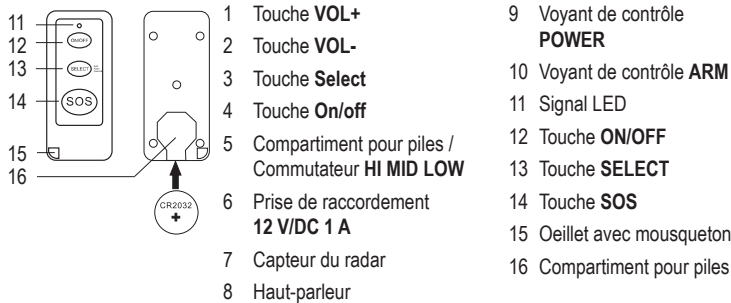 11
12
13
14
15
16
ON/OFF
SELECT
SOS
CR2032
+
1 Touche VOL+
2 Touche VOL-
3 Touche Select
4 Touche On/off
5 Compartiment pour piles /
Commutateur HI MID LOW
6 Prise de raccordement
12 V/DC 1 A
7 Capteur du radar
8 Haut-parleur
9 Voyant de contrôle
POWER
10 Voyant de contrôle ARM
11 Signal LED
12 Touche ON/OFF
13 Touche SELECT
14 Touche SOS
15 Oeillet avec mousqueton
16 Compartiment pour piles